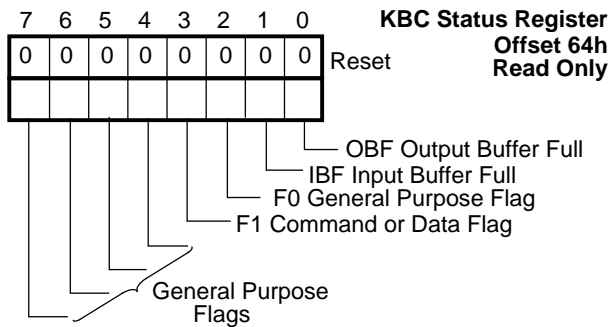 7 6 5 4 3 2 1 0
KBC Status Register
Offset 64h
Read Only
0 0 0 0 0 0 0 0 Reset
OBF Output Buffer Full
IBF Input Buffer Full
F0 General Purpose Flag
F1 Command or Data Flag
General Purpose
Flags